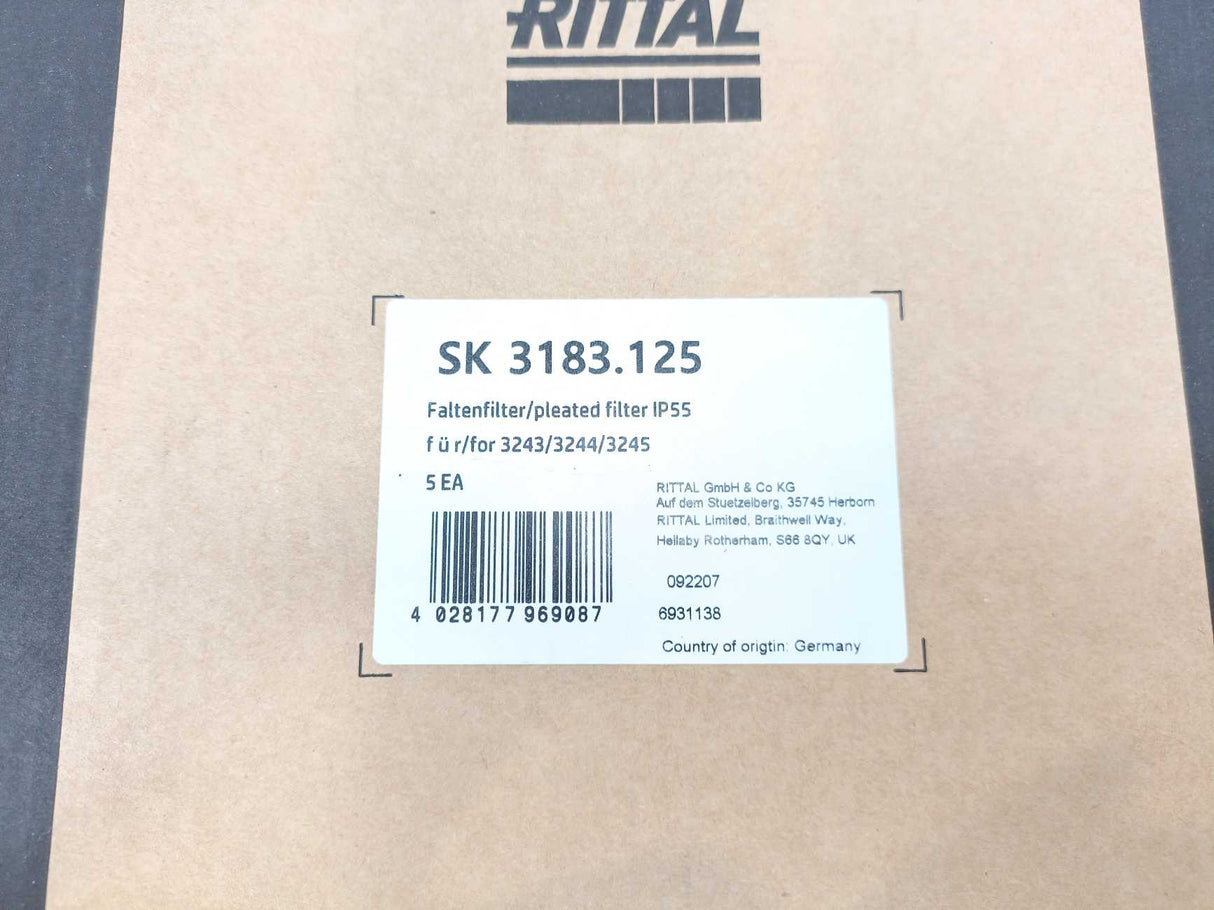 RITTAL
SK 3183.125
Faltenfilter/pleated filter IP55
f ü r/for 3243/3244/3245
5 EA
RITTAL GmbH & Co KG
Auf dem Stuetzelberg, 35745 Herborn
RITTAL Limited, Braithwell Way,
Hellaby Rotherham, S66 8QY, UK
092207
4 028177 969087
6931138
Country of origtin: Germany